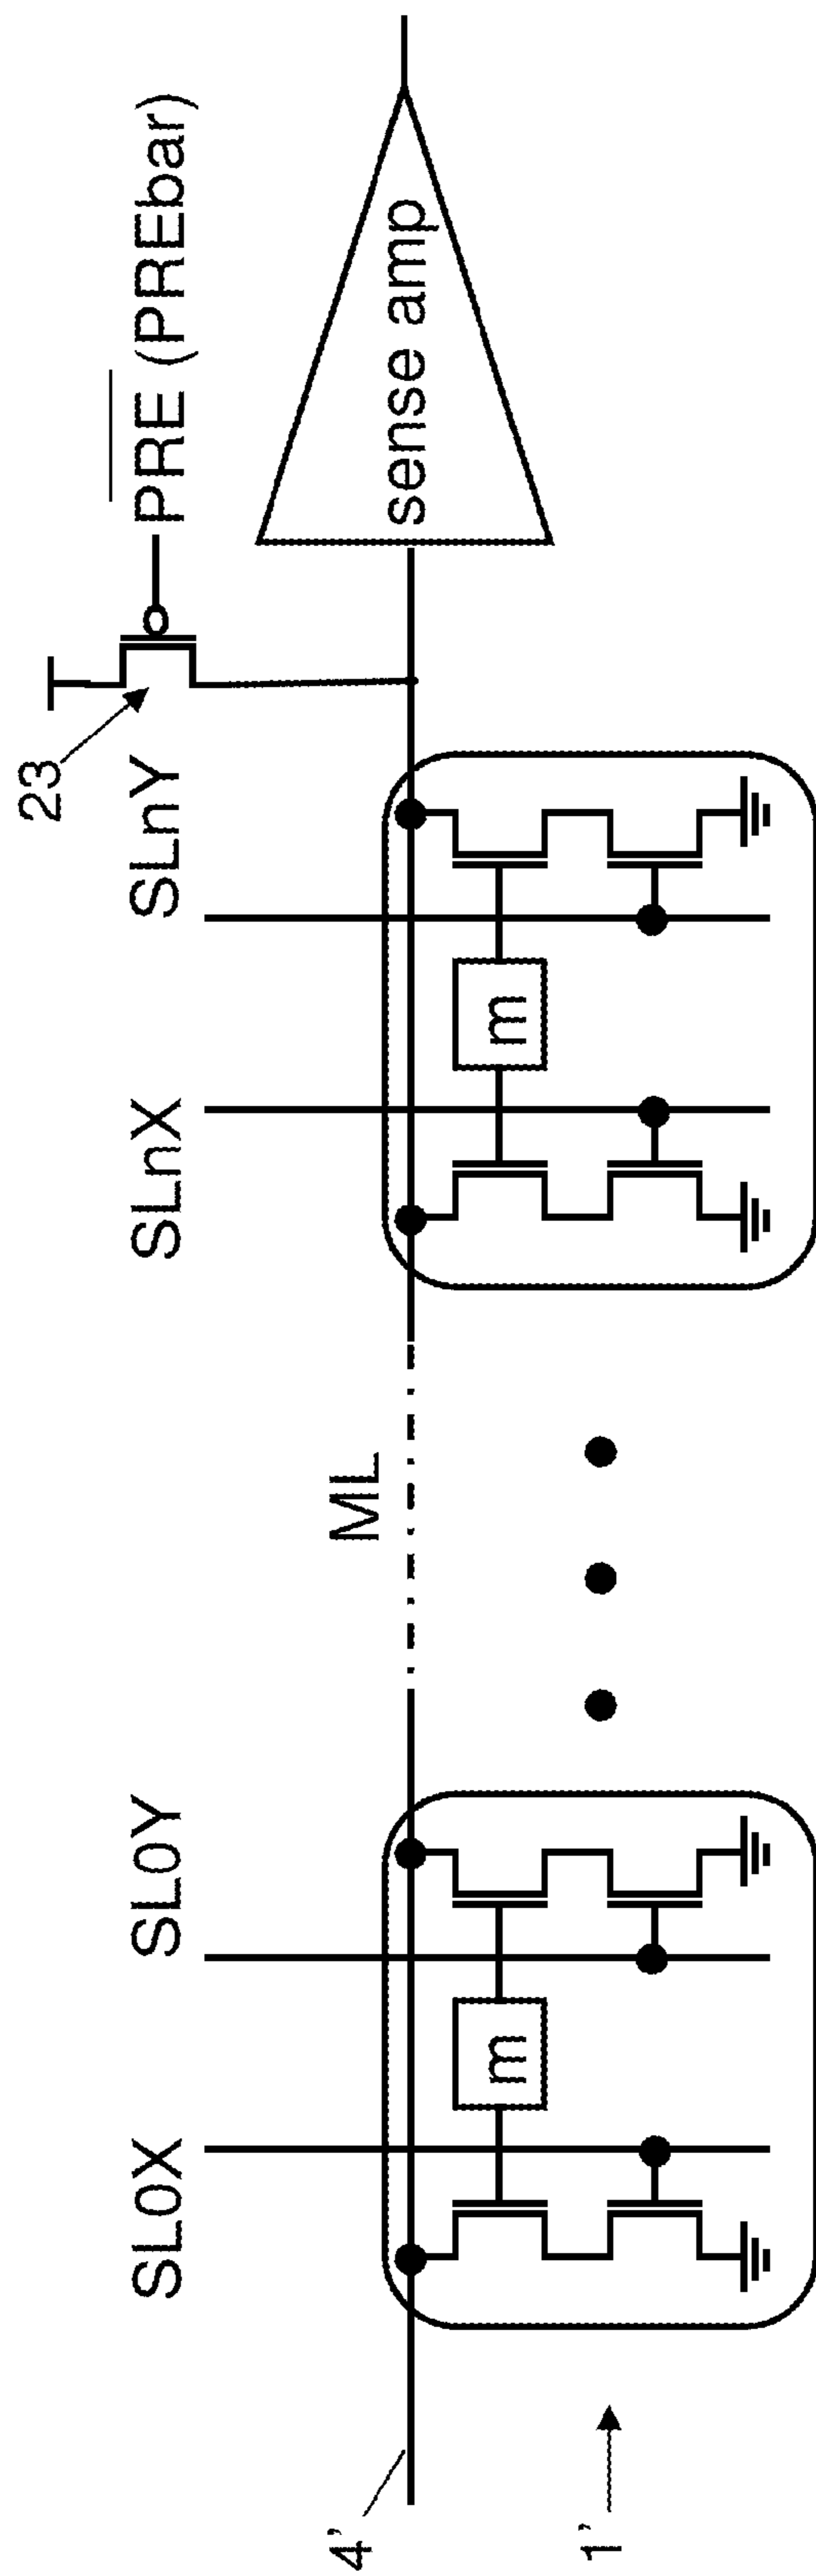 23
PRE (PREbar)
SL0X
SL0Y
SLnX
SLnY
ML
sense amp
m
m
4'
1'